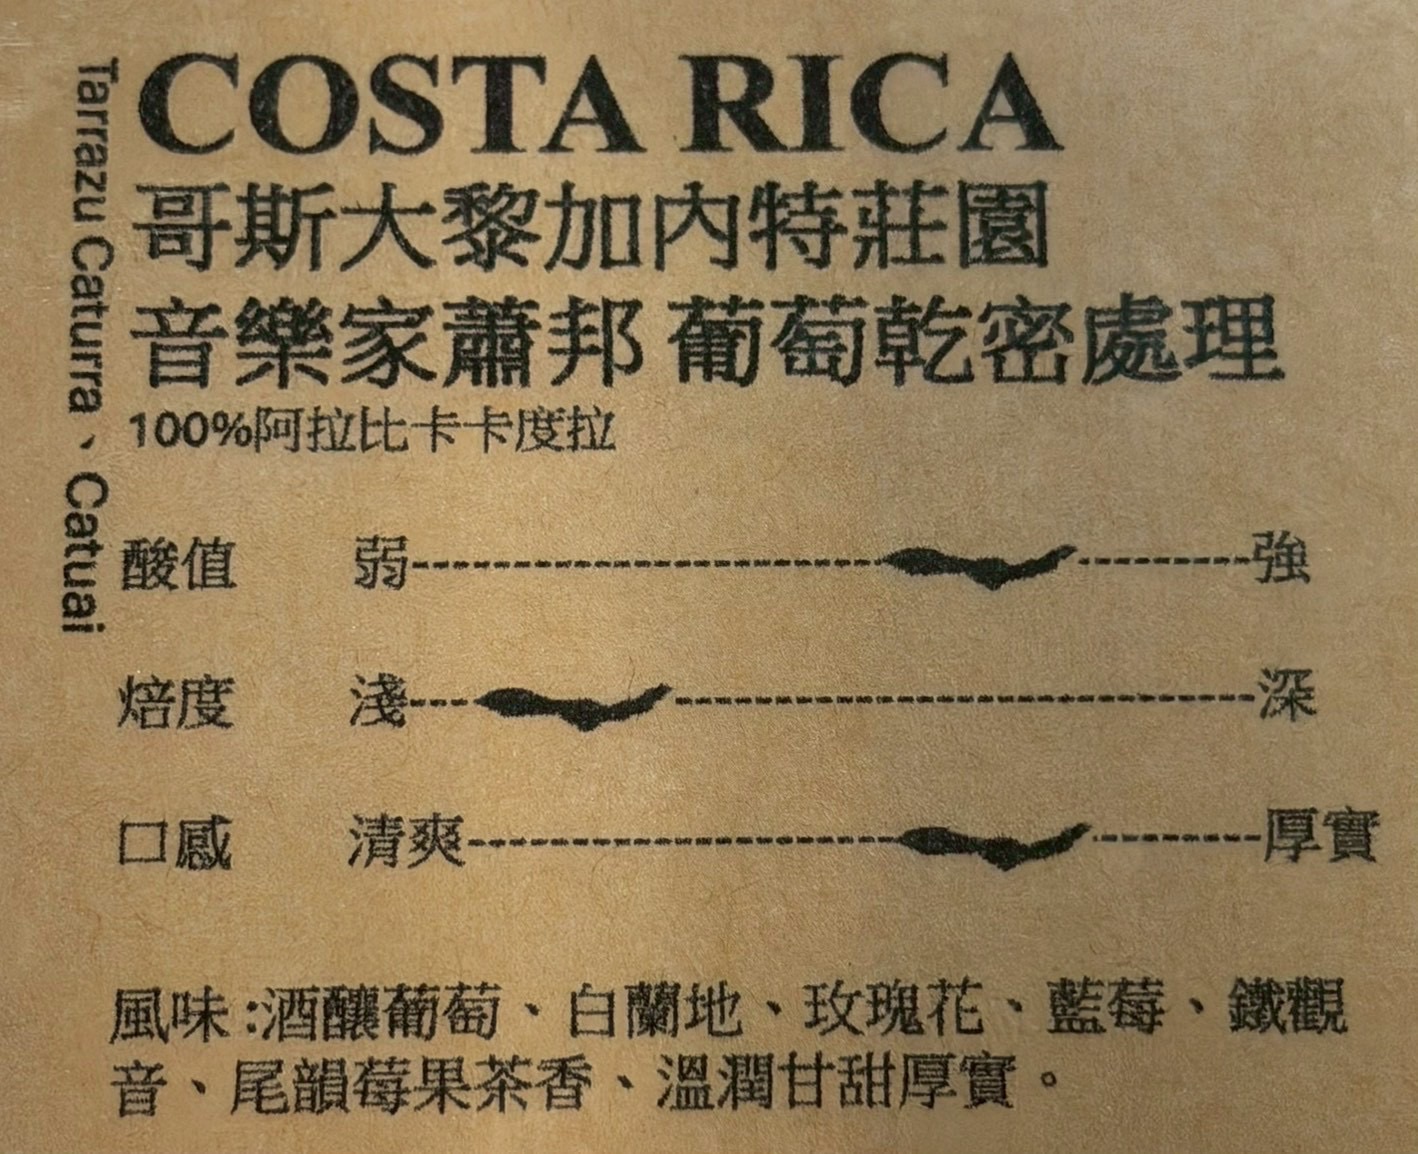 COSTA RICA
哥斯大黎加內特莊園
音樂家蕭邦 葡萄乾密處理
100%阿拉比卡卡度拉
Tarrazu Caturra、Catuai
酸值 弱--------------------強
焙度 淺--------------------深
口感 清爽--------------------厚實
風味:酒釀葡萄、白蘭地、玫瑰花、藍莓、鐵觀
音、尾韻莓果茶香、溫潤甘甜厚實。